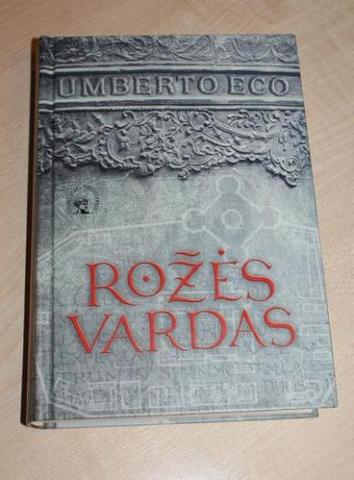 UMBERTO ECO
ROŽĖS
VARDAS